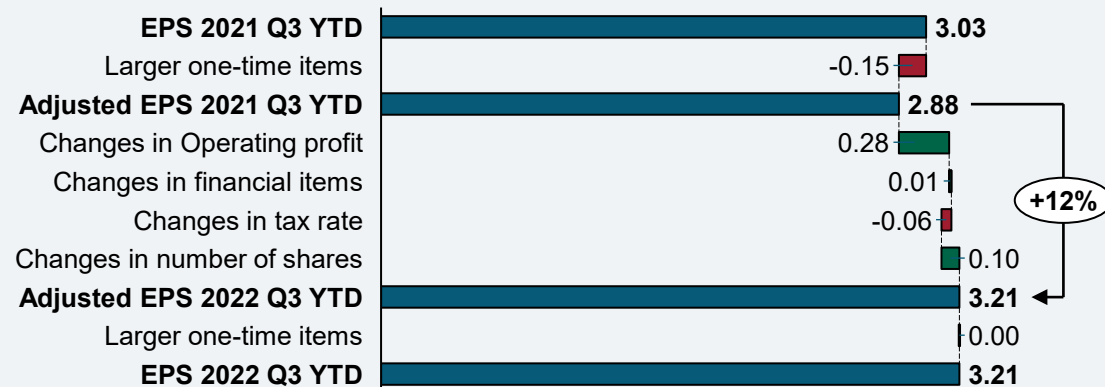 EPS 2021 Q3 YTD 3.03
Larger one-time items -0.15
Adjusted EPS 2021 Q3 YTD 2.88
Changes in Operating profit 0.28
Changes in financial items 0.01
+12%
Changes in tax rate -0.06
Changes in number of shares 0.10
Adjusted EPS 2022 Q3 YTD 3.21
Larger one-time items 0.00
EPS 2022 Q3 YTD 3.21